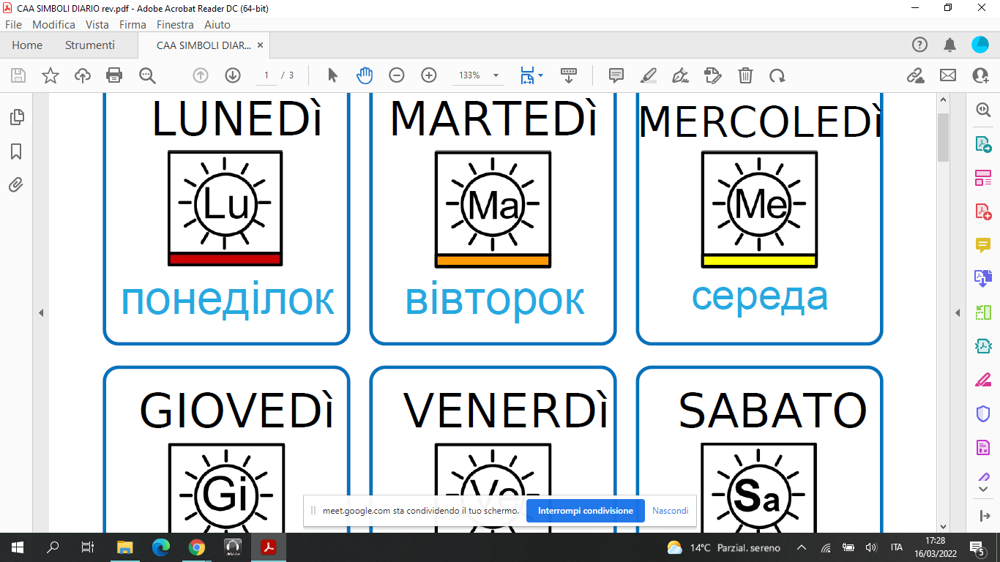 CAA SIMBOLI DIARIO rev.pdf - Adobe Acrobat Reader DC (64-bit)
File Modifica Vista Firma Finestra Aiuto
Home Strumenti CAA SIMBOLI DIAR... ×
1 / 3 133%
LUNEDÌ MARTEDÌ MERCOLEDÌ
Lu Ma Me
понеділок вівторок середа
GIOVEDÌ VENERDÌ SABATO
Gi Ve Sa
meet.google.com sta condividendo il tuo schermo. Interrompi condivisione Nascondi
14°C Parzial. sereno ITA 17:28
16/03/2022 5